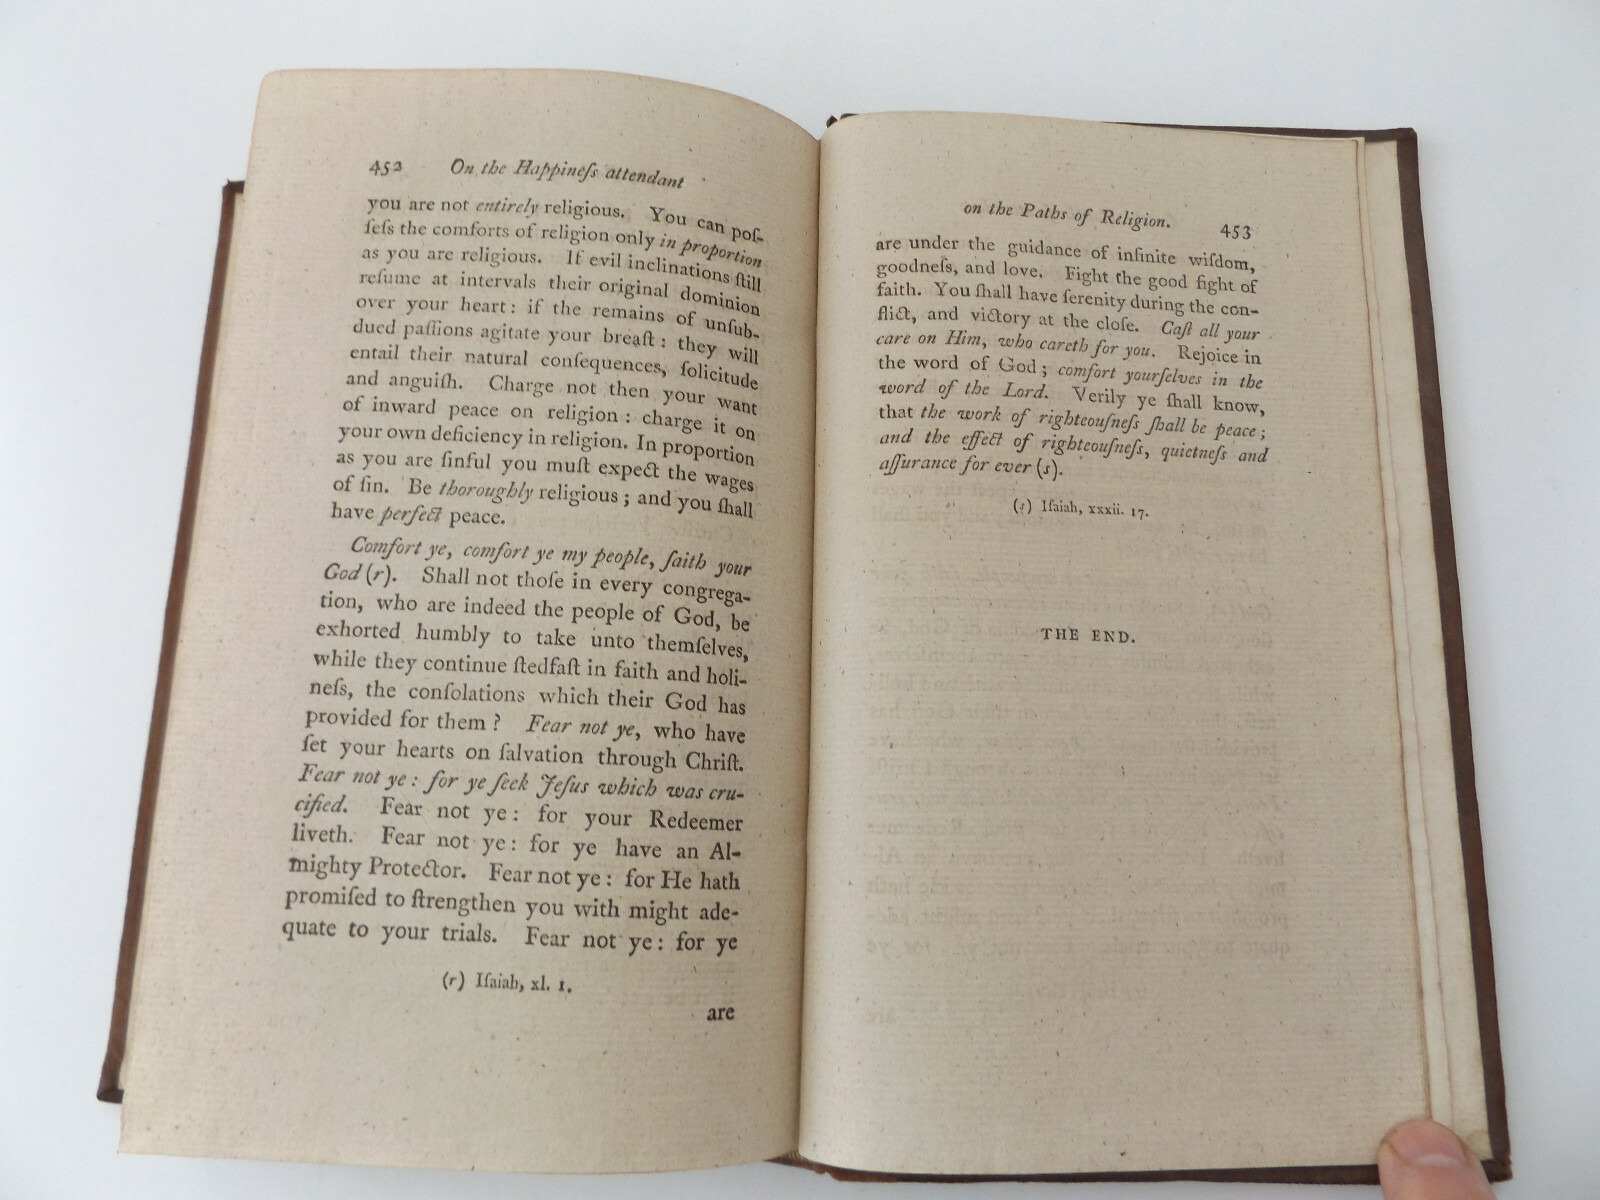 452 On the Happineſs attendant
you are not entirely religious. You can poſ-
ſeſs the comforts of religion only in proportion
as you are religious. If evil inclinations ſtill
reſume at intervals their original dominion
over your heart: if the remains of unſub-
dued paſſions agitate your breaſt: they will
entail their natural conſequences, ſolicitude
and anguiſh. Charge not then your want
of inward peace on religion: charge it on
your own deficiency in religion. In proportion
as you are ſinful you muſt expect the wages
of ſin. Be thoroughly religious; and you ſhall
have perfect peace.
Comfort ye, comfort ye my people, ſaith your
God (r). Shall not thoſe in every congrega-
tion, who are indeed the people of God, be
exhorted humbly to take unto themſelves,
while they continue ſtedfaſt in faith and holi-
neſs, the conſolations which their God has
provided for them? Fear not ye, who have
ſet your hearts on ſalvation through Chriſt.
Fear not ye: for ye ſeek Jeſus which was cru-
cified. Fear not ye: for your Redeemer
liveth. Fear not ye: for ye have an Al-
mighty Protector. Fear not ye: for He hath
promiſed to ſtrengthen you with might ade-
quate to your trials. Fear not ye: for ye
(r) Iſaiah, xl. 1.
are
on the Paths of Religion. 453
are under the guidance of infinite wiſdom,
goodneſs, and love. Fight the good fight of
faith. You ſhall have ſerenity during the con-
flict, and victory at the cloſe. Caſt all your
care on Him, who careth for you. Rejoice in
the word of God; comfort yourſelves in the
word of the Lord. Verily ye ſhall know,
that the work of righteouſneſs ſhall be peace;
and the effect of righteouſneſs, quietneſs and
aſſurance for ever (s).
(s) Iſaiah, xxxii. 17.
THE END.